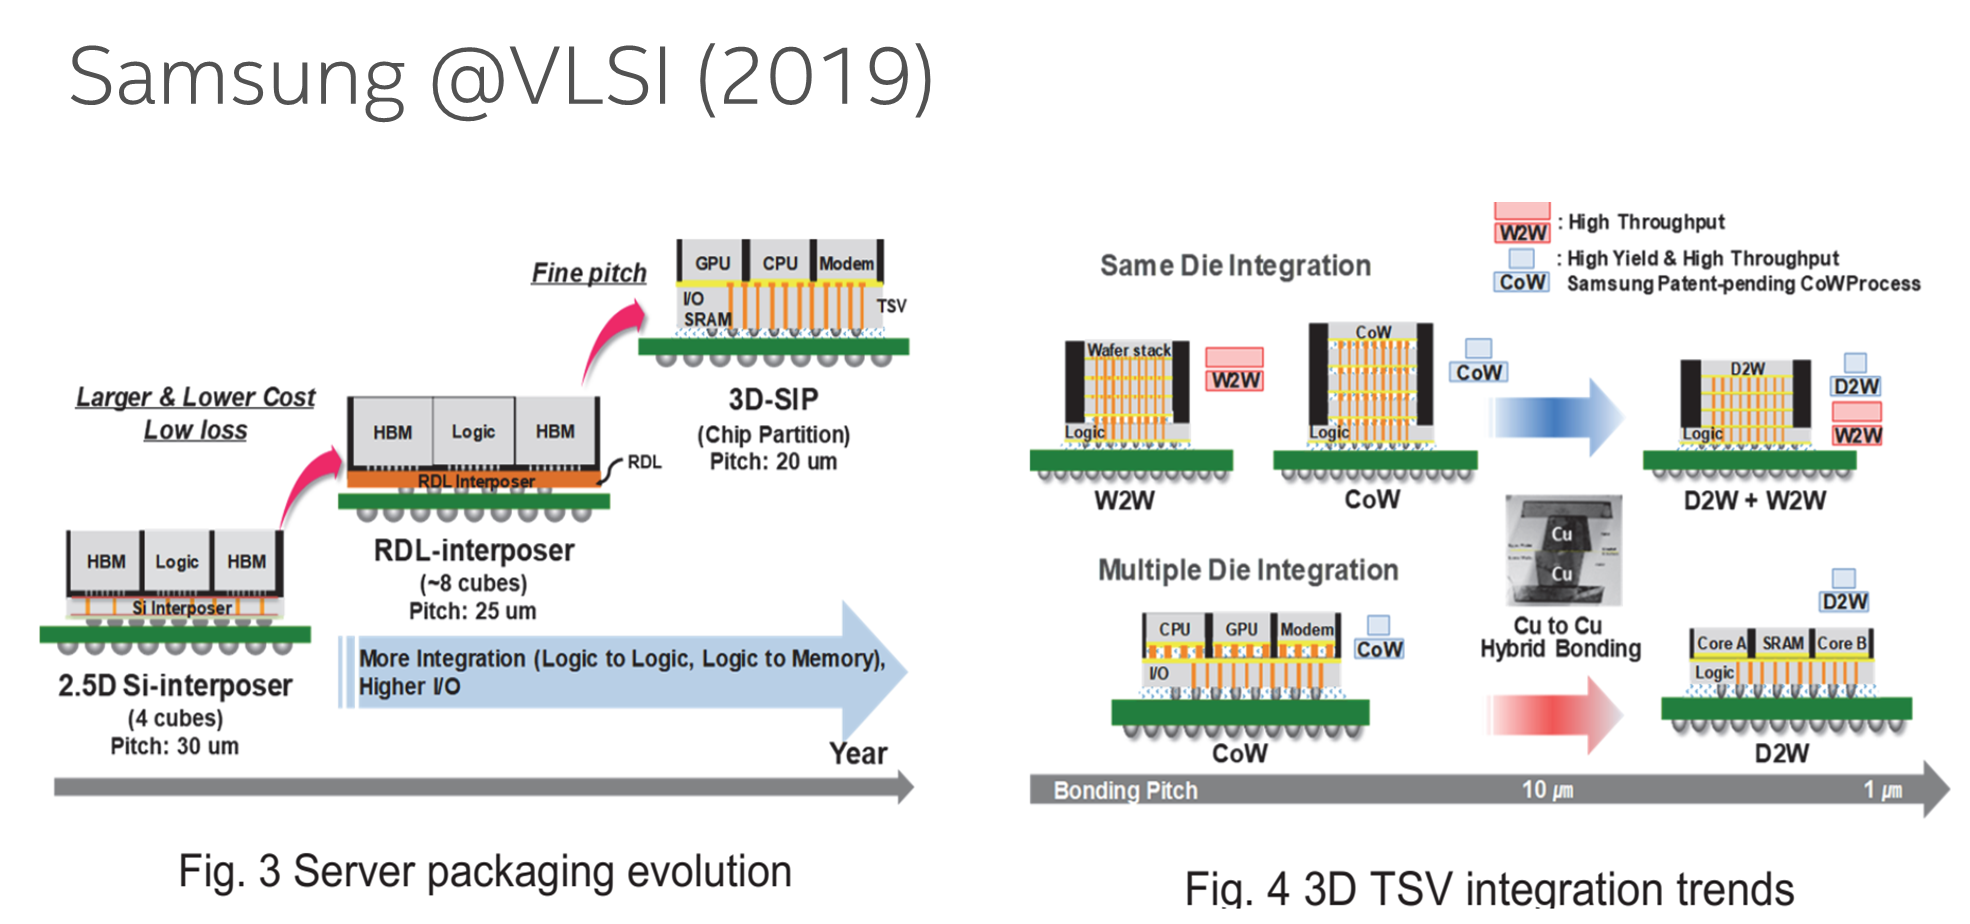 Samsung @VLSI (2019)
Fine pitch
GPU
CPU
Modem
I/O
SRAM
TSV
3D-SIP
(Chip Partition)
Pitch: 20 um
Larger & Lower Cost
Low loss
HBM
Logic
HBM
RDL
RDL Interposer
RDL-interposer
(~8 cubes)
Pitch: 25 um
HBM
Logic
HBM
Si Interposer
2.5D Si-interposer
(4 cubes)
Pitch: 30 um
More Integration (Logic to Logic, Logic to Memory),
Higher I/O
Year
Fig. 3 Server packaging evolution
W2W
: High Throughput
CoW
: High Yield & High Throughput
Samsung Patent-pending CoWProcess
Same Die Integration
Wafer stack
Logic
W2W
W2W
CoW
Logic
CoW
CoW
D2W
Logic
D2W
W2W
D2W + W2W
Cu
Cu
Cu to Cu
Hybrid Bonding
Multiple Die Integration
CPU
GPU
Modem
I/O
CoW
CoW
D2W
Core A
SRAM
Core B
Logic
D2W
Bonding Pitch
10 µm
1 µm
Fig. 4 3D TSV integration trends